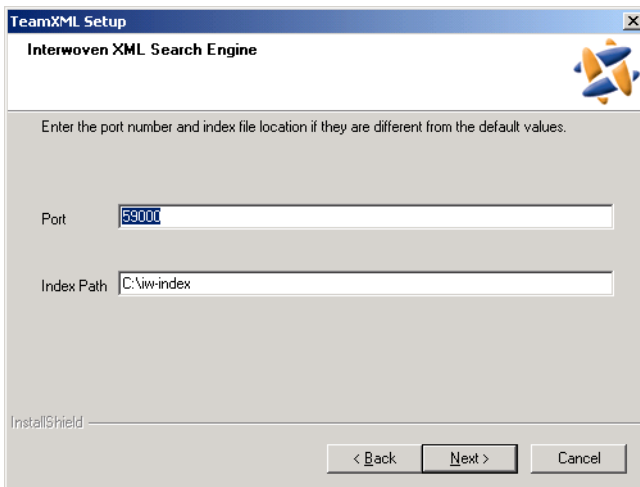 TeamXML Setup
Interwoven XML Search Engine
Enter the port number and index file location if they are different from the default values.
Port
59000
Index Path
C:\iw-index
InstallShield
< Back
Next >
Cancel